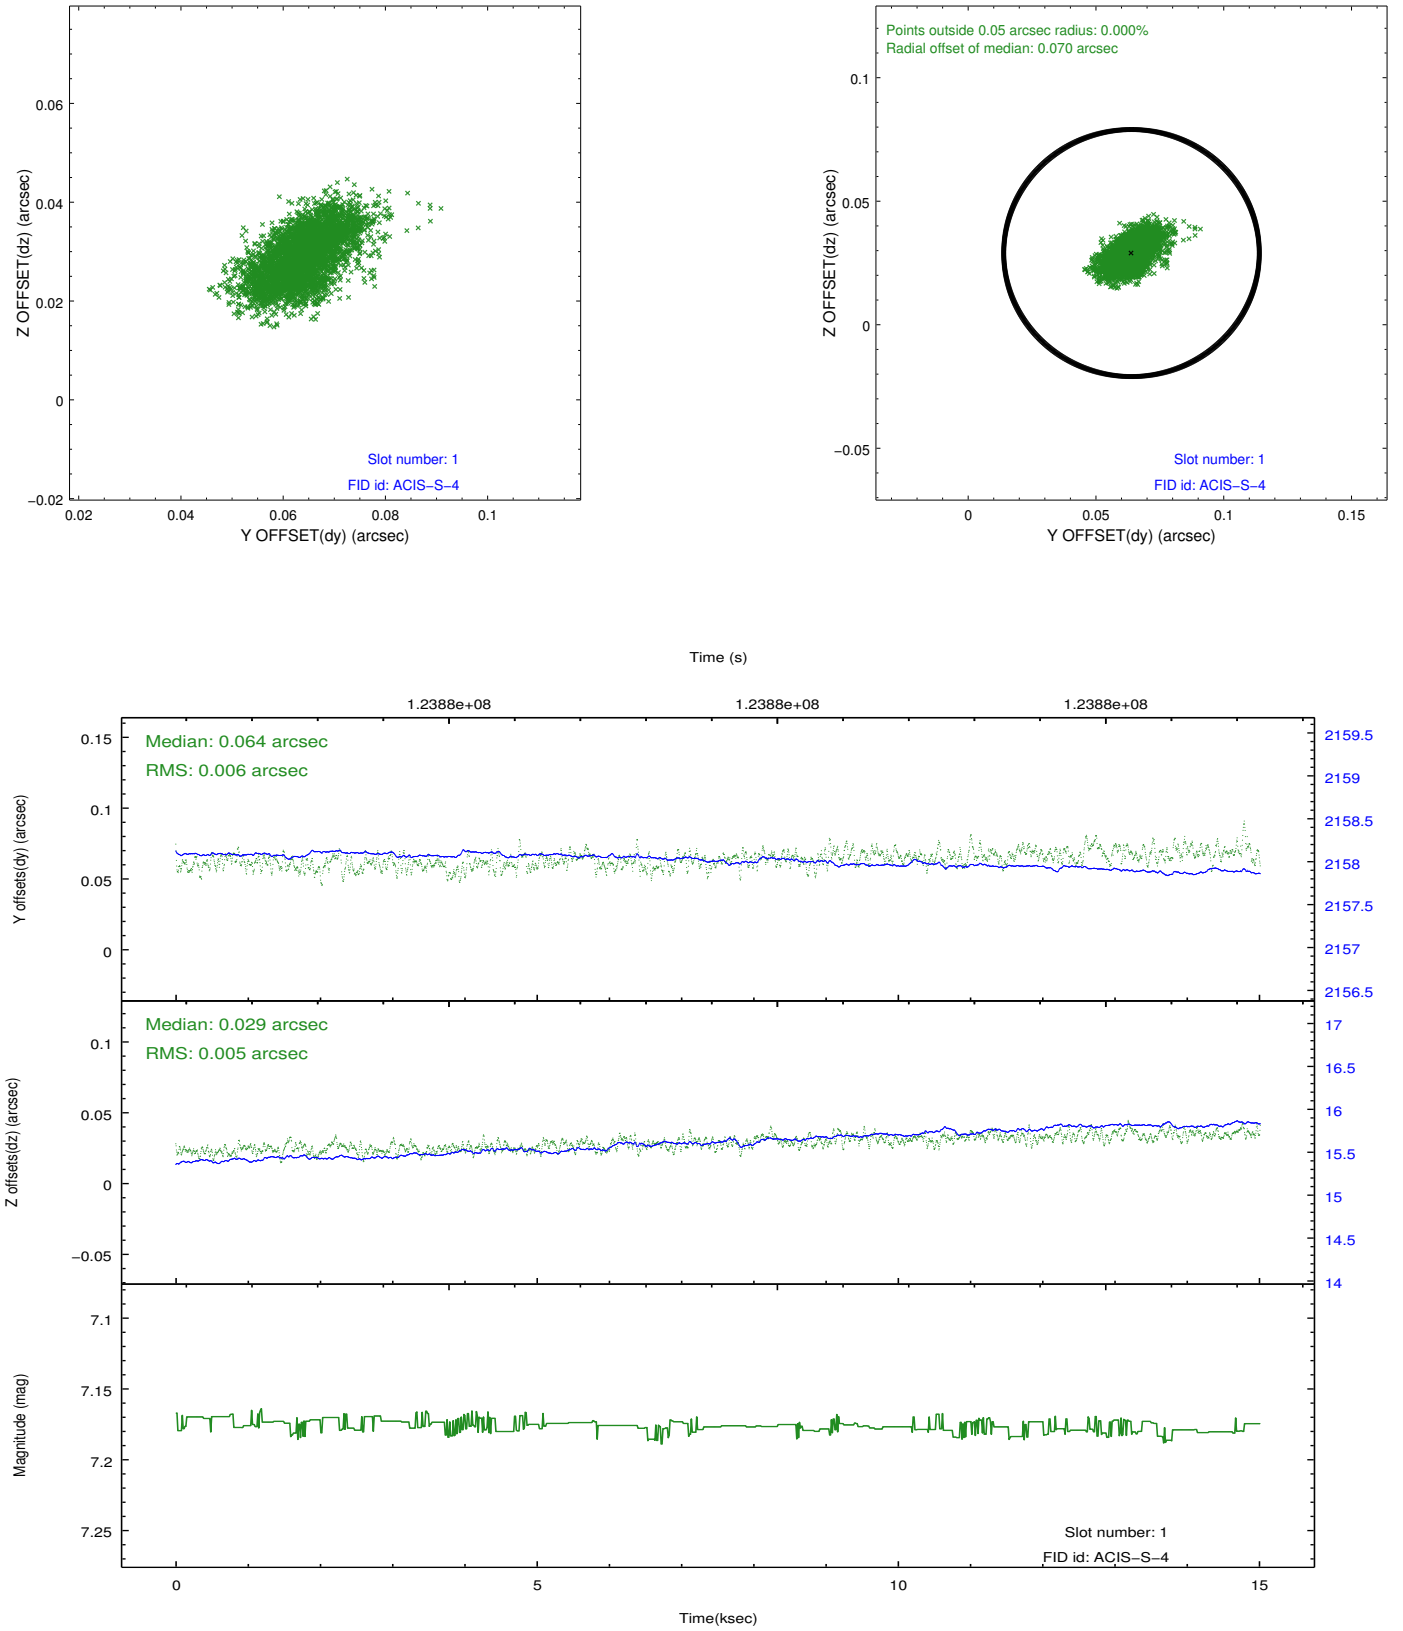 0.06
0.04
0.02
0
−0.02
Z OFFSET(dz) (arcsec)
Slot number: 1
FID id: ACIS−S−4
0.02 0.04 0.06 0.08 0.1
Y OFFSET(dy) (arcsec)
Points outside 0.05 arcsec radius: 0.000%
Radial offset of median: 0.070 arcsec
0.1
0.05
0
−0.05
Z OFFSET(dz) (arcsec)
Slot number: 1
FID id: ACIS−S−4
0 0.05 0.1 0.15
Y OFFSET(dy) (arcsec)
Time (s)
1.2388e+08 1.2388e+08 1.2388e+08
Median: 0.064 arcsec
RMS: 0.006 arcsec
0.15
0.1
0.05
0
Y offsets(dy) (arcsec)
2159.5
2159
2158.5
2158
2157.5
2157
2156.5
Median: 0.029 arcsec
RMS: 0.005 arcsec
0.1
0.05
0
−0.05
Z offsets(dz) (arcsec)
17
16.5
16
15.5
15
14.5
14
7.1
7.15
7.2
7.25
Magnitude (mag)
Slot number: 1
FID id: ACIS−S−4
0 5 10 15
Time(ksec)